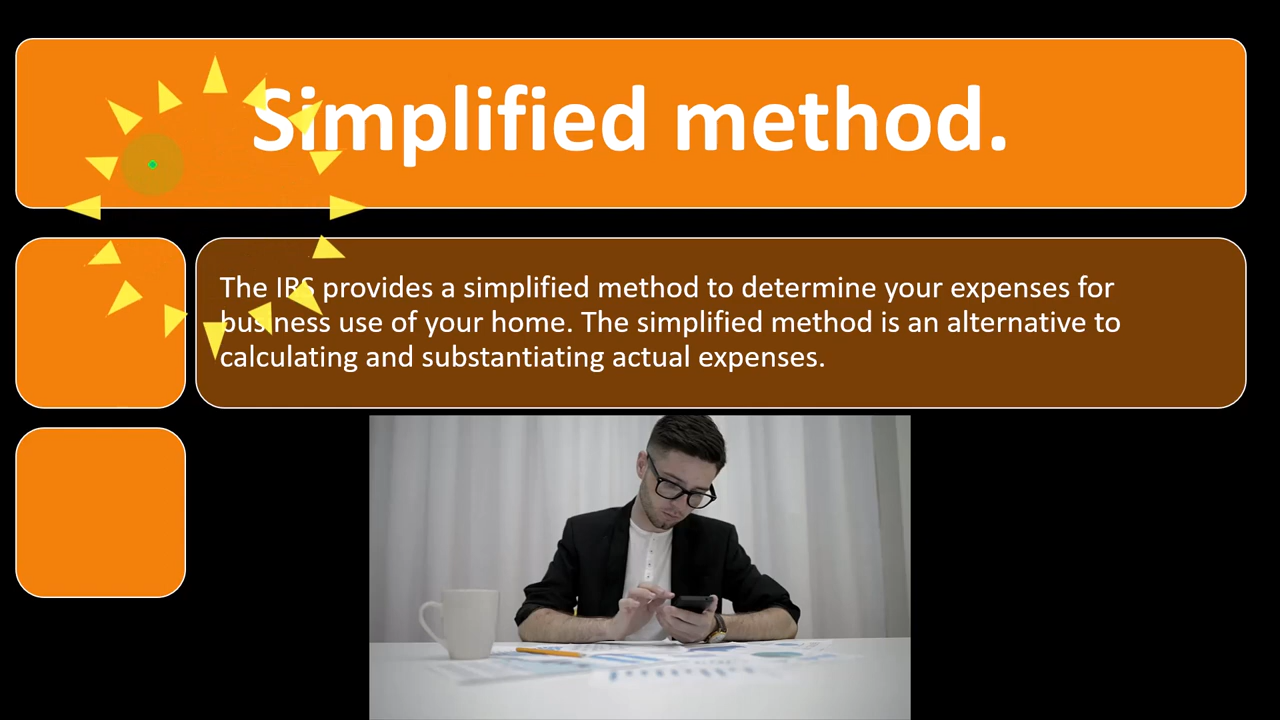 Simplified method.
The IRS provides a simplified method to determine your expenses for
business use of your home. The simplified method is an alternative to
calculating and substantiating actual expenses.